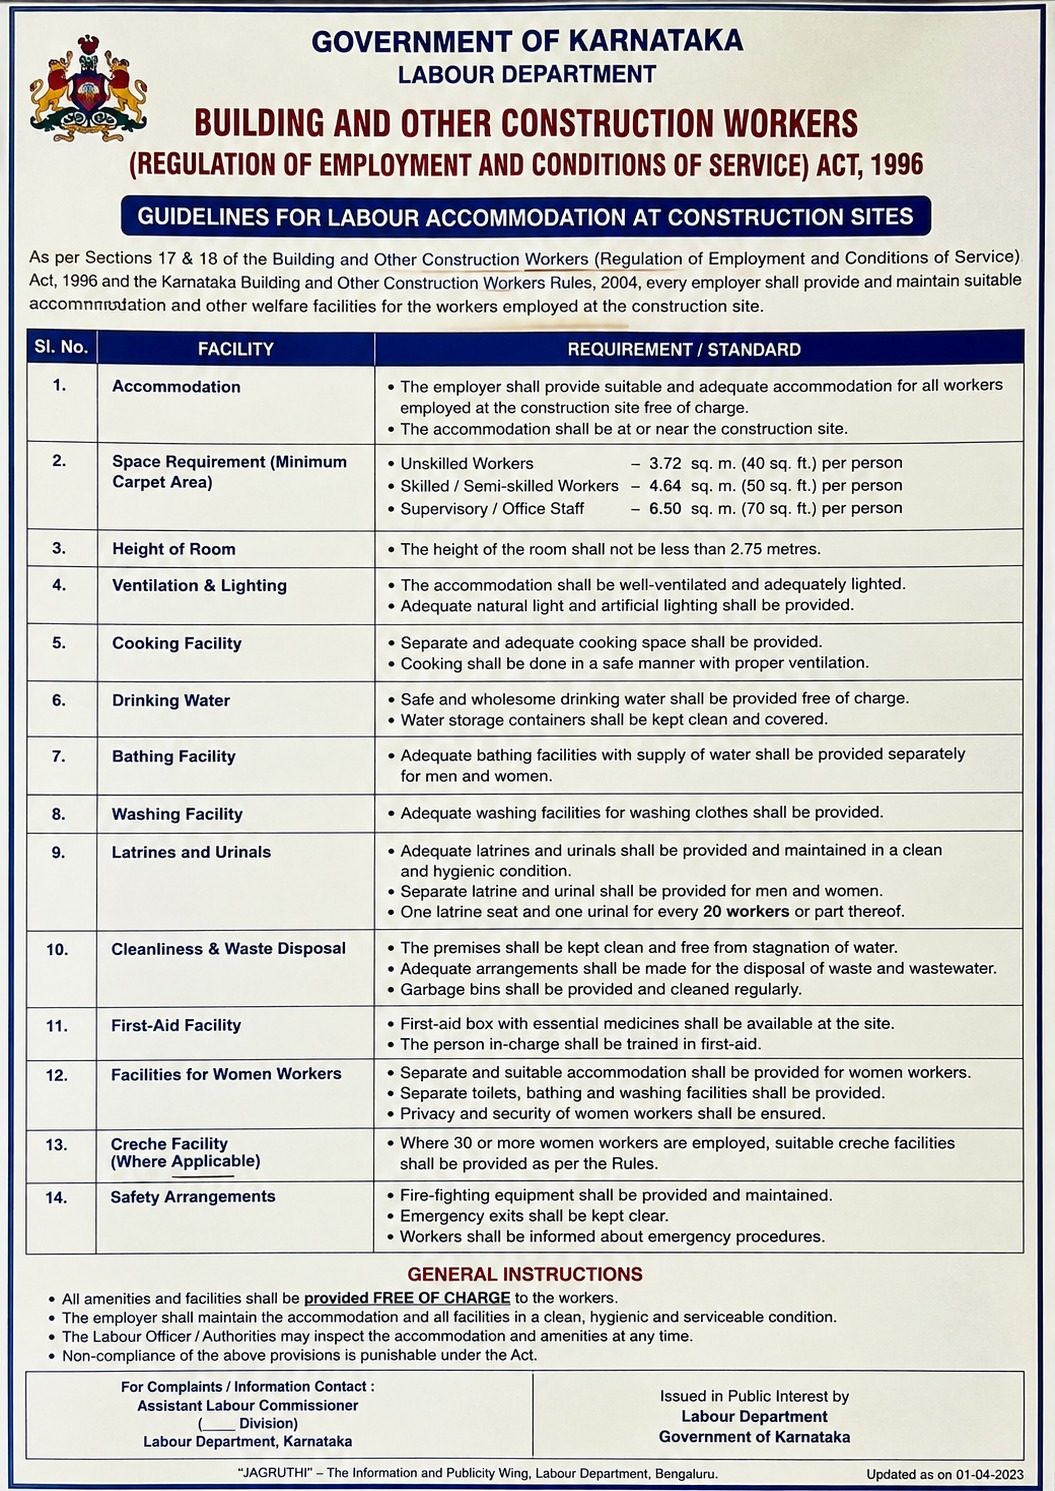 GOVERNMENT OF KARNATAKA
LABOUR DEPARTMENT
BUILDING AND OTHER CONSTRUCTION WORKERS
(REGULATION OF EMPLOYMENT AND CONDITIONS OF SERVICE) ACT, 1996
GUIDELINES FOR LABOUR ACCOMMODATION AT CONSTRUCTION SITES
As per Sections 17 & 18 of the Building and Other Construction Workers (Regulation of Employment and Conditions of Service)
Act, 1996 and the Karnataka Building and Other Construction Workers Rules, 2004, every employer shall provide and maintain suitable
and other welfare facilities for the workers employed at the construction site.
Sl. No. FACILITY REQUIREMENT / STANDARD
1. Accommodation • The employer shall provide suitable and adequate accommodation for all workers
employed at the construction site free of charge.
• The accommodation shall be at or near the construction site.
2. Space Requirement (Minimum • Unskilled Workers – 3.72 sq. m. (40 sq. ft.) per person
Carpet Area) • Skilled / Semi-skilled Workers – 4.64 sq. m. (50 sq. ft.) per person
• Supervisory / Office Staff – 6.50 sq. m. (70 sq. ft.) per person
3. Height of Room • The height of the room shall not be less than 2.75 metres.
4. Ventilation & Lighting • The accommodation shall be well-ventilated and adequately lighted.
• Adequate natural light and artificial lighting shall be provided.
5. Cooking Facility • Separate and adequate cooking space shall be provided.
• Cooking shall be done in a safe manner with proper ventilation.
6. Drinking Water • Safe and wholesome drinking water shall be provided free of charge.
• Water storage containers shall be kept clean and covered.
7. Bathing Facility • Adequate bathing facilities with supply of water shall be provided separately
for men and women.
8. Washing Facility • Adequate washing facilities for washing clothes shall be provided.
9. Latrines and Urinals • Adequate latrines and urinals shall be provided and maintained in a clean
and hygienic condition.
• Separate latrine and urinal shall be provided for men and women.
• One latrine seat and one urinal for every 20 workers or part thereof.
10. Cleanliness & Waste Disposal • The premises shall be kept clean and free from stagnation of water.
• Adequate arrangements shall be made for the disposal of waste and wastewater.
• Garbage bins shall be provided and cleaned regularly.
11. First-Aid Facility • First-aid box with essential medicines shall be available at the site.
• The person in-charge shall be trained in first-aid.
12. Facilities for Women Workers • Separate and suitable accommodation shall be provided for women workers.
• Separate toilets, bathing and washing facilities shall be provided.
• Privacy and security of women workers shall be ensured.
13. Creche Facility • Where 30 or more women workers are employed, suitable creche facilities
(Where Applicable) shall be provided as per the Rules.
14. Safety Arrangements • Fire-fighting equipment shall be provided and maintained.
• Emergency exits shall be kept clear.
• Workers shall be informed about emergency procedures.
GENERAL INSTRUCTIONS
• All amenities and facilities shall be provided FREE OF CHARGE to the workers.
• The employer shall maintain the accommodation and all facilities in a clean, hygienic and serviceable condition.
• The Labour Officer / Authorities may inspect the accommodation and amenities at any time.
• Non-compliance of the above provisions is punishable under the Act.
For Complaints / Information Contact :
Assistant Labour Commissioner
(____ Division)
Labour Department, Karnataka
Issued in Public Interest by
Labour Department
Government of Karnataka
“JAGRUTHI” – The Information and Publicity Wing, Labour Department, Bengaluru.
Updated as on 01-04-2023